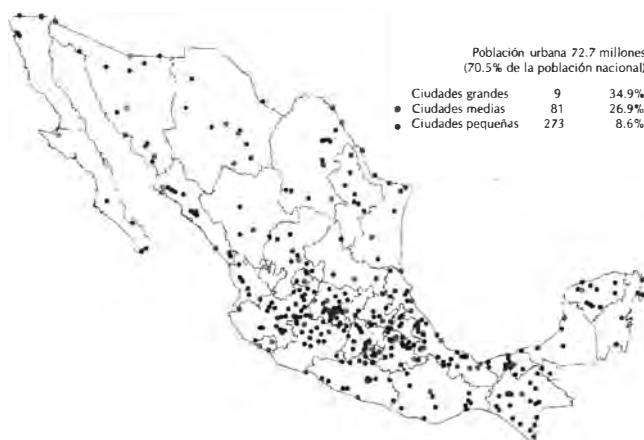 Población urbana 72.7 millones
(70.5% de la población nacional)
Ciudades grandes 9 34.9%
Ciudades medias 81 26.9%
Ciudades pequeñas 273 8.6%